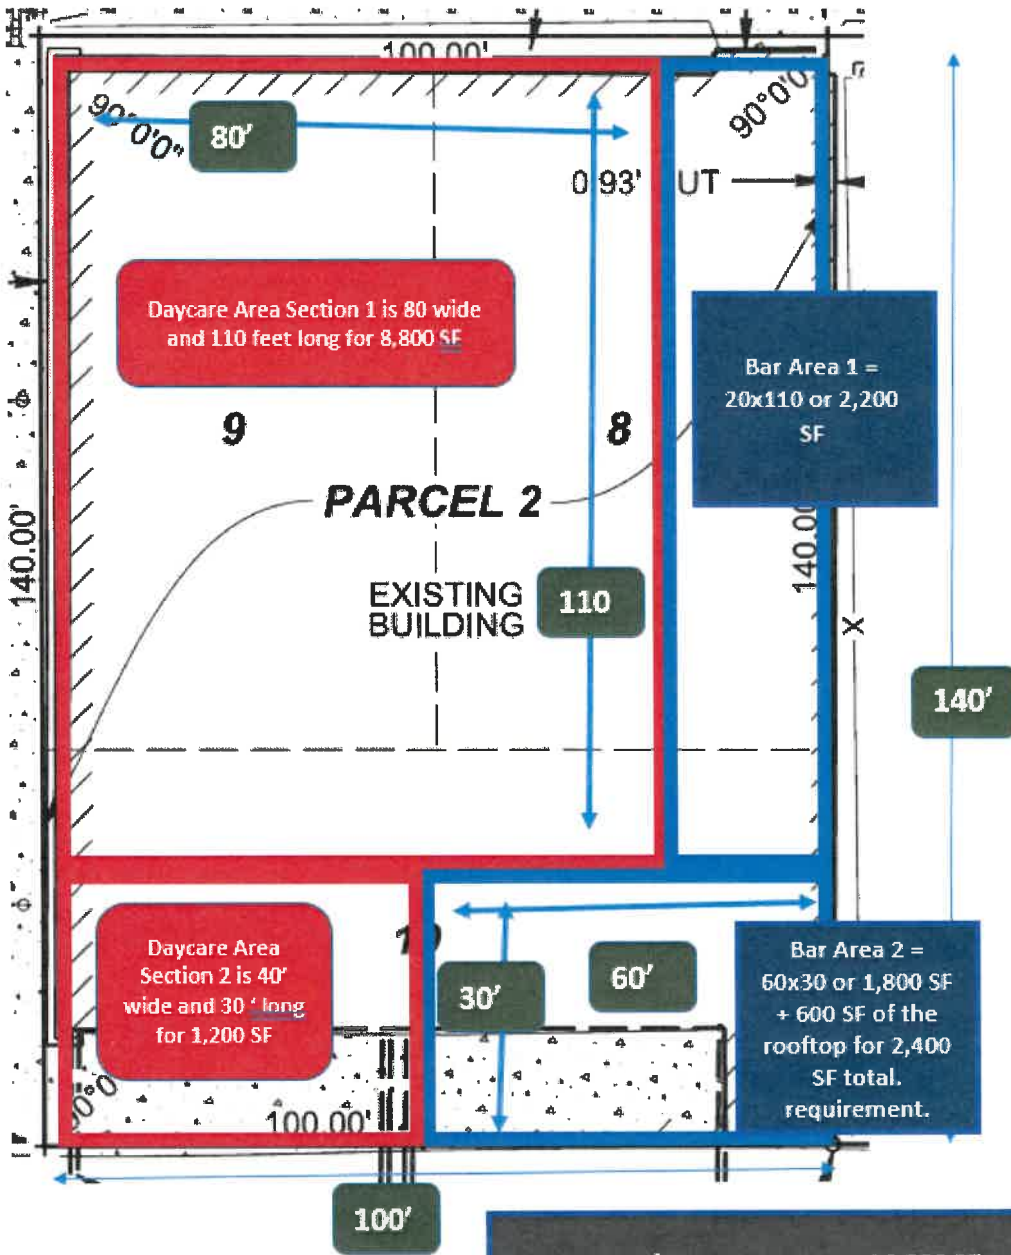 100.00'
90°0'0"
80'
90°0'0
0.93'
UT
Daycare Area Section 1 is 80 wide
and 110 feet long for 8,800 SF
Bar Area 1 =
20x110 or 2,200
SF
9
8
PARCEL 2
140.00'
140.00
EXISTING
BUILDING
110
X
140'
Daycare Area
Section 2 is 40'
wide and 30 ' long
for 1,200 SF
30'
60'
Bar Area 2 =
60x30 or 1,800 SF
+ 600 SF of the
rooftop for 2,400
SF total.
requirement.
100.00'
100'